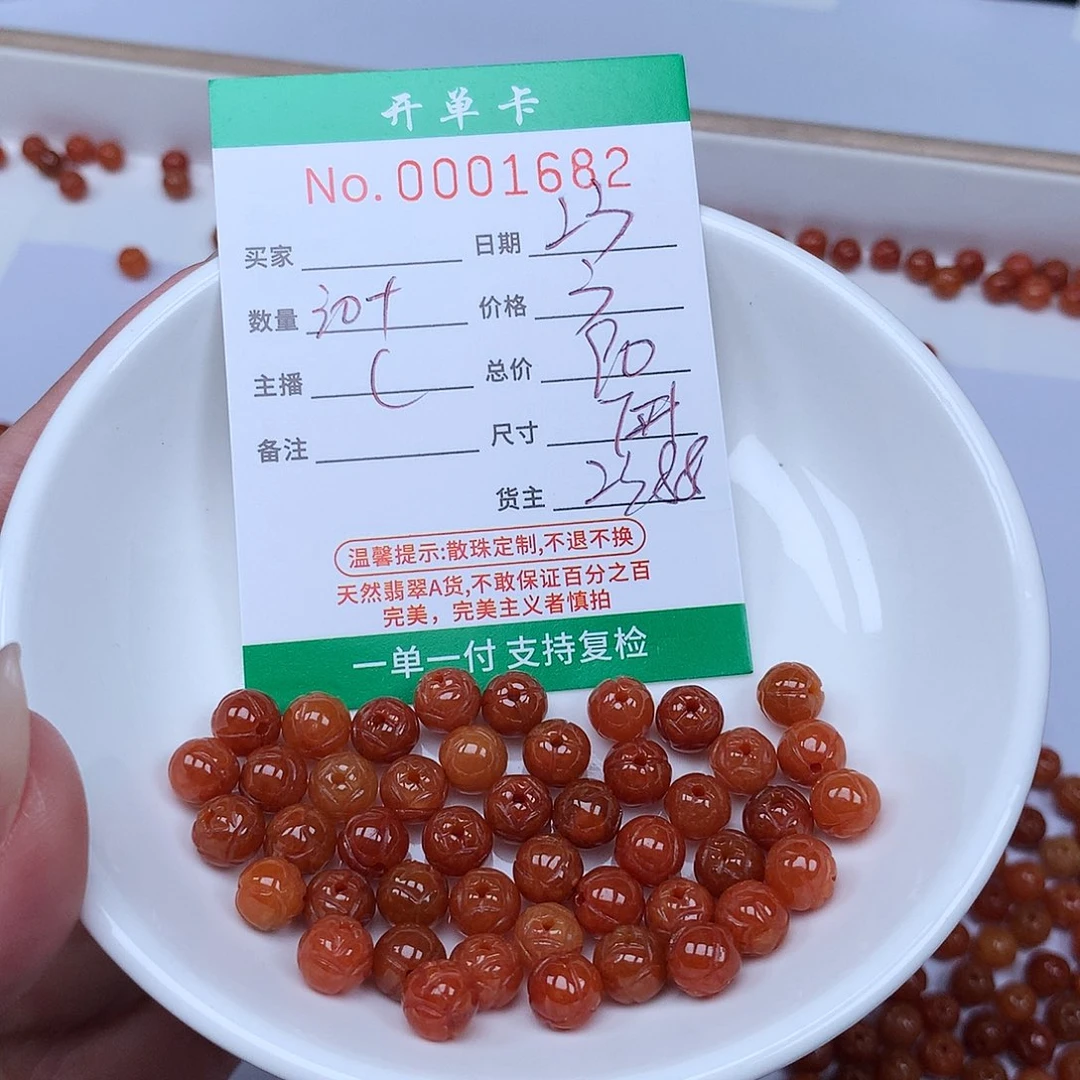 开单卡
No. 0001682
买家 日期
数量 价格
主播 C 总价
备注 尺寸
货主 2588
温馨提示:散珠定制,不退不换
天然翡翠A货,不敢保证百分之百
完美，完美主义者慎拍
一单一付 支持复检